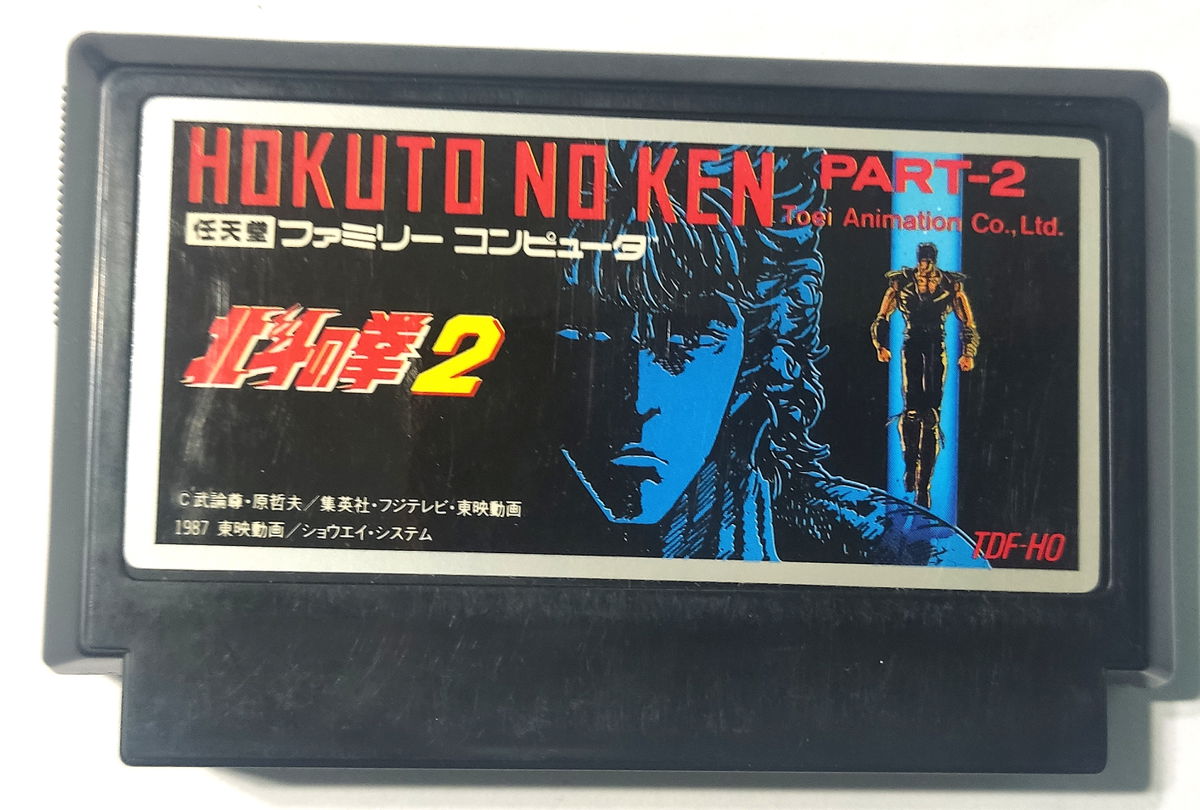 HOKUTO NO KEN PART-2
Toei Animation Co., Ltd.
任天堂 ファミリー コンピュータ
北斗の拳2
C 武論尊・原哲夫/集英社・フジテレビ・東映動画
1987 東映動画/ショウエイ・システム
TDF-HO